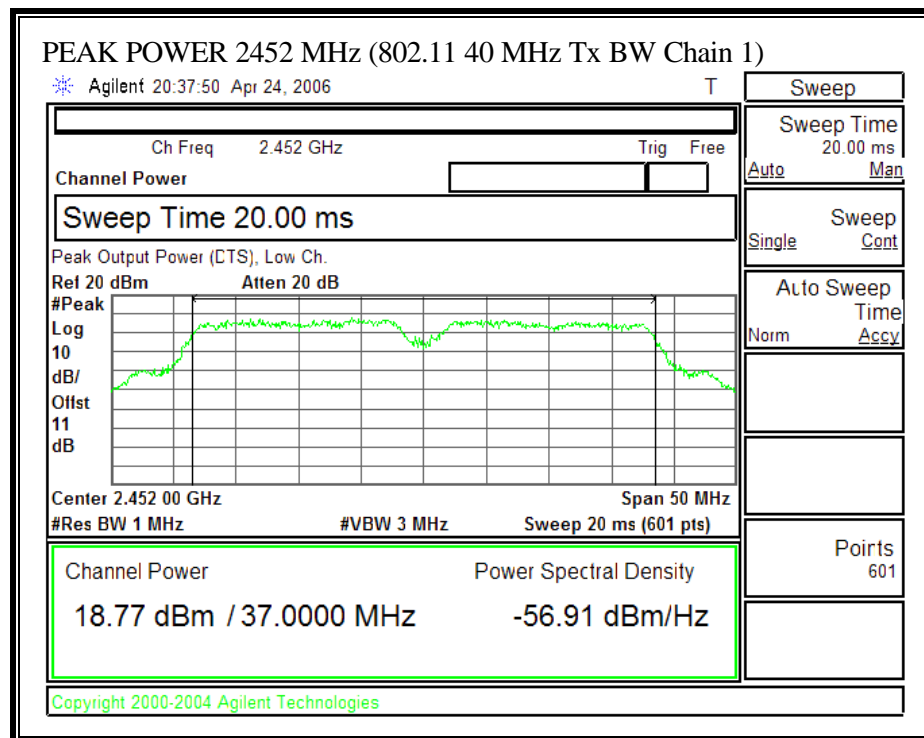 PEAK POWER 2452 MHz (802.11 40 MHz Tx BW Chain 1)
Agilent 20:37:50 Apr 24, 2006 T
Ch Freq 2.452 GHz Trig Free
Channel Power
Sweep Time 20.00 ms
Peak Output Power (DTS), Low Ch.
Ref 20 dBm Atten 20 dB
#Peak
Log
10
dB/
Offst
11
dB
Center 2.452 00 GHz Span 50 MHz
#Res BW 1 MHz #VBW 3 MHz Sweep 20 ms (601 pts)
Channel Power Power Spectral Density
18.77 dBm / 37.0000 MHz -56.91 dBm/Hz
Copyright 2000-2004 Agilent Technologies
Sweep
Sweep Time
20.00 ms
Auto Man
Sweep
Single Cont
Auto Sweep
Time
Norm Accy
Points
601